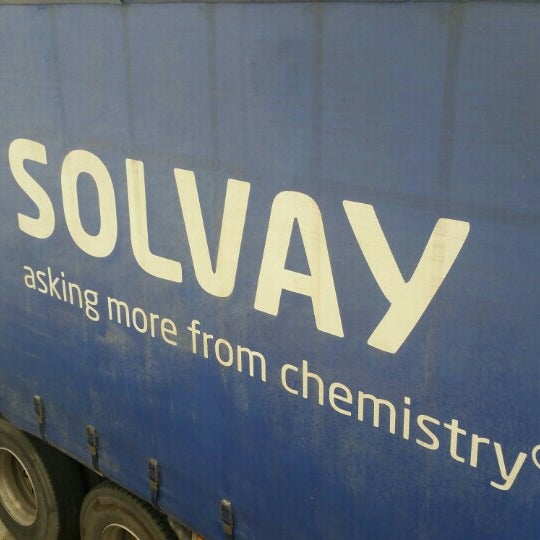 SOLVAY
asking more from chemistry®